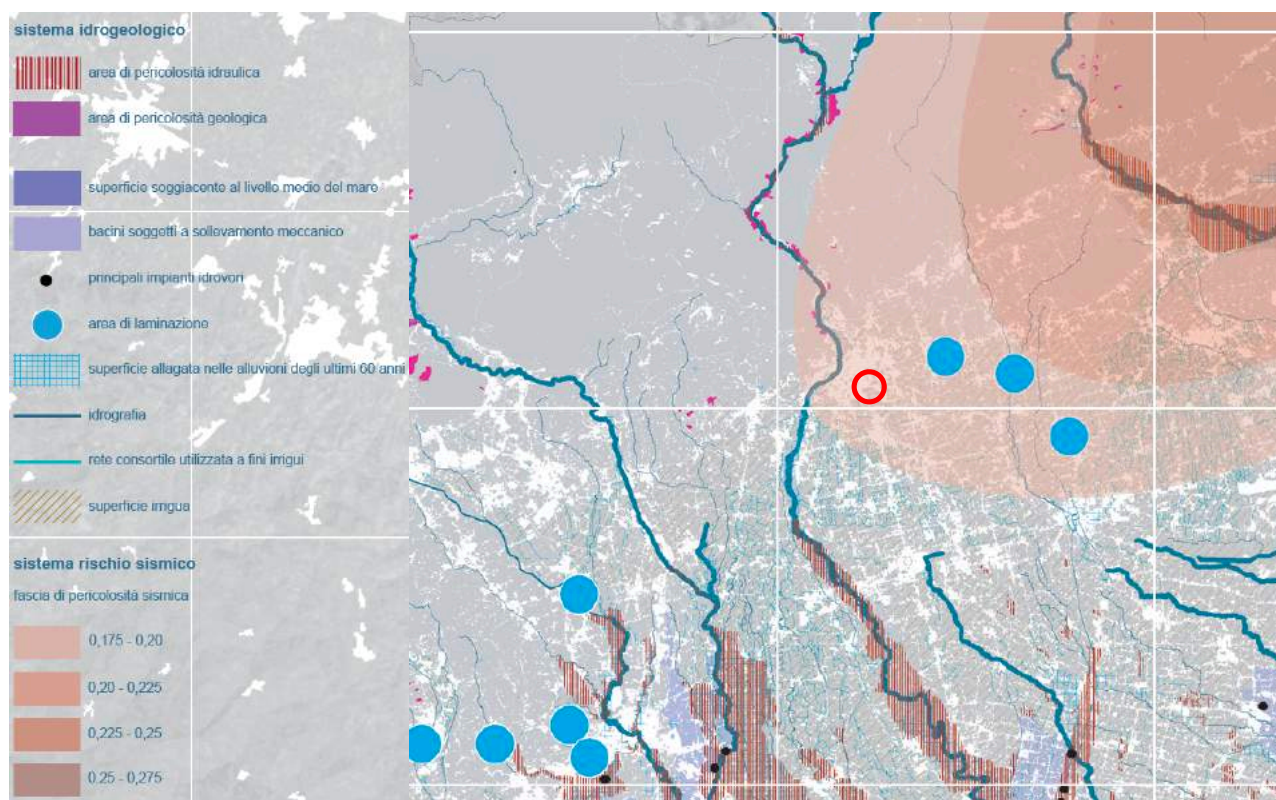 sistema idrogeologico
area di pericolosità idraulica
area di pericolosità geologica
superficie soggiacente al livello medio del mare
bacini soggetti a sollevamento meccanico
principali impianti idrovori
area di laminazione
superficie allagata nelle alluvioni degli ultimi 60 anni
idrografia
rete consortile utilizzata a fini irrigui
superficie irrigua
sistema rischio sismico
fascia di pericolosità sismica
0,175 - 0,20
0,20 - 0,225
0,225 - 0,25
0,25 - 0,275